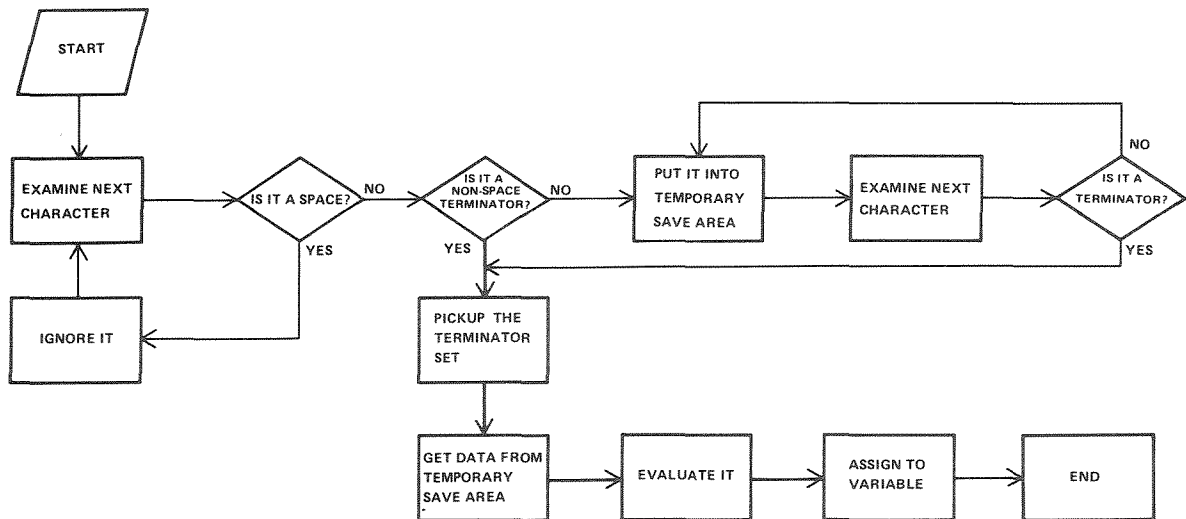 START
EXAMINE NEXT
CHARACTER
IS IT A SPACE?
NO
YES
IGNORE IT
IS IT A
NON-SPACE
TERMINATOR?
NO
YES
PUT IT INTO
TEMPORARY
SAVE AREA
EXAMINE NEXT
CHARACTER
IS IT A
TERMINATOR?
NO
YES
PICKUP THE
TERMINATOR
SET
GET DATA FROM
TEMPORARY
SAVE AREA
EVALUATE IT
ASSIGN TO
VARIABLE
END